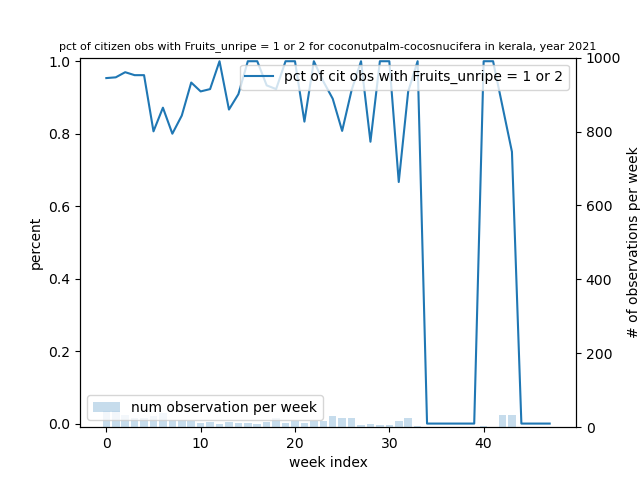 pct of citizen obs with Fruits_unripe = 1 or 2 for coconutpalm-cocosnucifera in kerala, year 2021
pct of cit obs with Fruits_unripe = 1 or 2
1.0
0.8
0.6
0.4
0.2
0.0
percent
1000
800
600
400
200
0
# of observations per week
num observation per week
0 10 20 30 40
week index